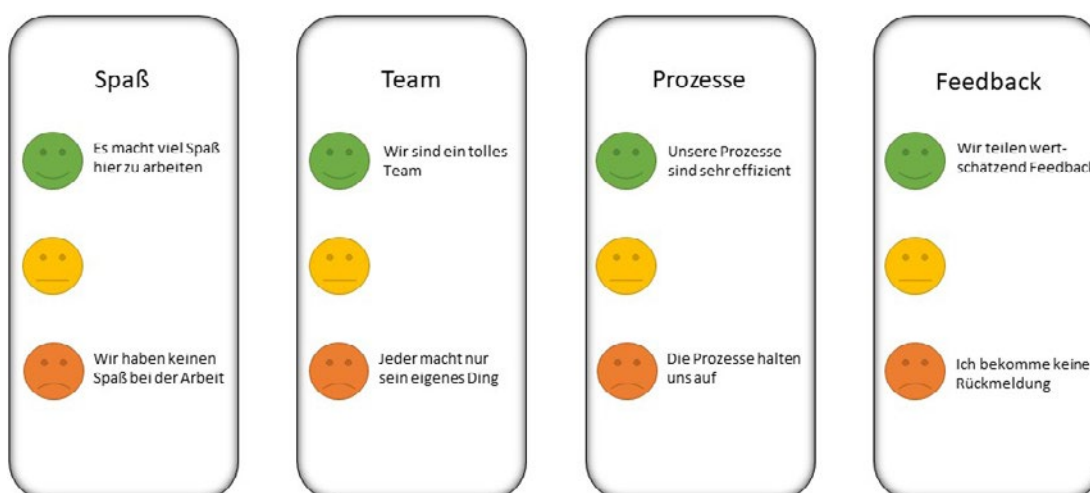 Spaß
Es macht viel Spaß
hier zu arbeiten
Wir haben keinen
Spaß bei der Arbeit
Team
Wir sind ein tolles
Team
Jeder macht nur
sein eigenes Ding
Prozesse
Unsere Prozesse
sind sehr effizient
Die Prozesse halten
uns auf
Feedback
Wir teilen wert-
schätzend Feedback
Ich bekomme keine
Rückmeldung